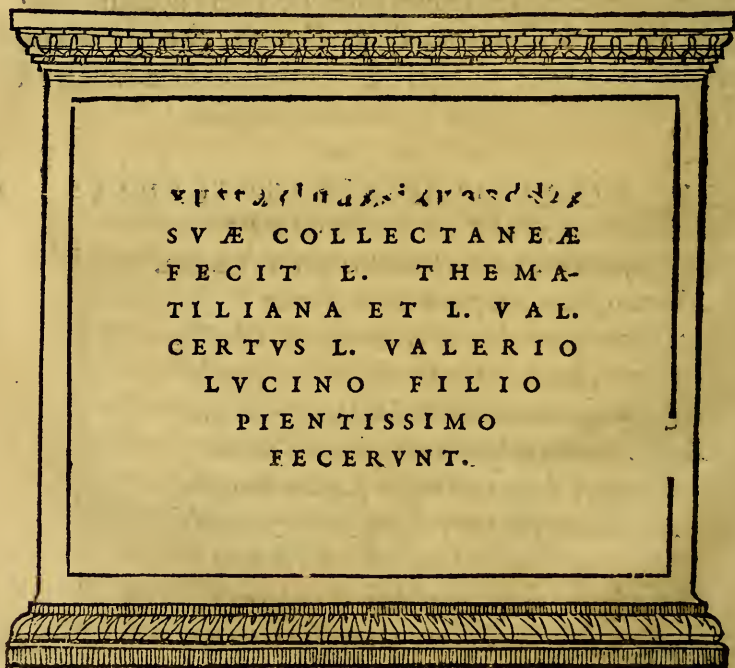 SVÆ COLLECTANEÆ
FECIT L. THEMA-
TILIANA ET L. VAL.
CERTVS L. VALERIO
LVCINO FILIO
PIENTISSIMO
FECERVNT.